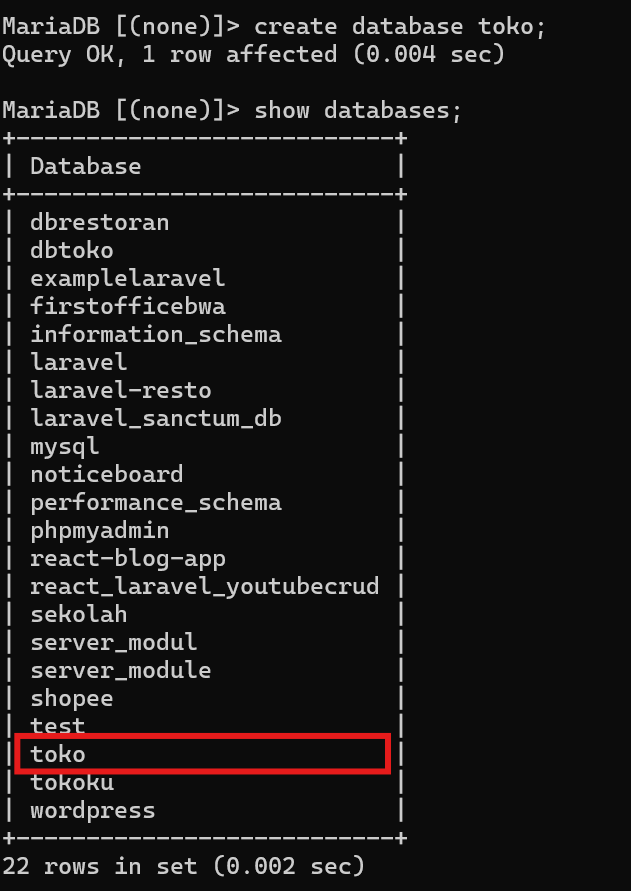 MariaDB [(none)]> create database toko;
Query OK, 1 row affected (0.004 sec)
MariaDB [(none)]> show databases;
+---------------------------+
| Database                  |
+---------------------------+
| dbrestoran                |
| dbtoko                    |
| examplelaravel            |
| firstofficebwa            |
| information_schema        |
| laravel                   |
| laravel-resto             |
| laravel_sanctum_db        |
| mysql                     |
| noticeboard               |
| performance_schema        |
| phpmyadmin                |
| react-blog-app            |
| react_laravel_youtubecrud |
| sekolah                   |
| server_modul              |
| server_module             |
| shopee                    |
| test                      |
| toko                      |
| tokoku                    |
| wordpress                 |
+---------------------------+
22 rows in set (0.002 sec)